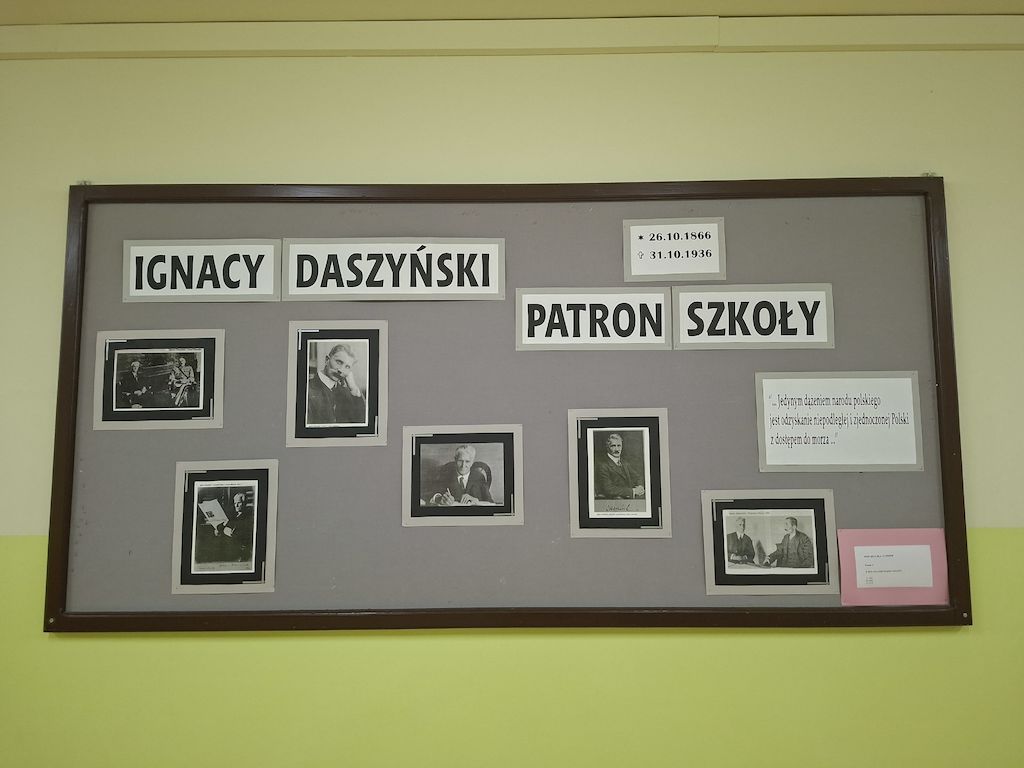 IGNACY DASZYŃSKI
✶ 26.10.1866
✞ 31.10.1936
PATRON SZKOŁY
"... Jedynym dążeniem narodu polskiego
jest odzyskanie niepodległej i zjednoczonej Polski
z dostępem do morza ..."